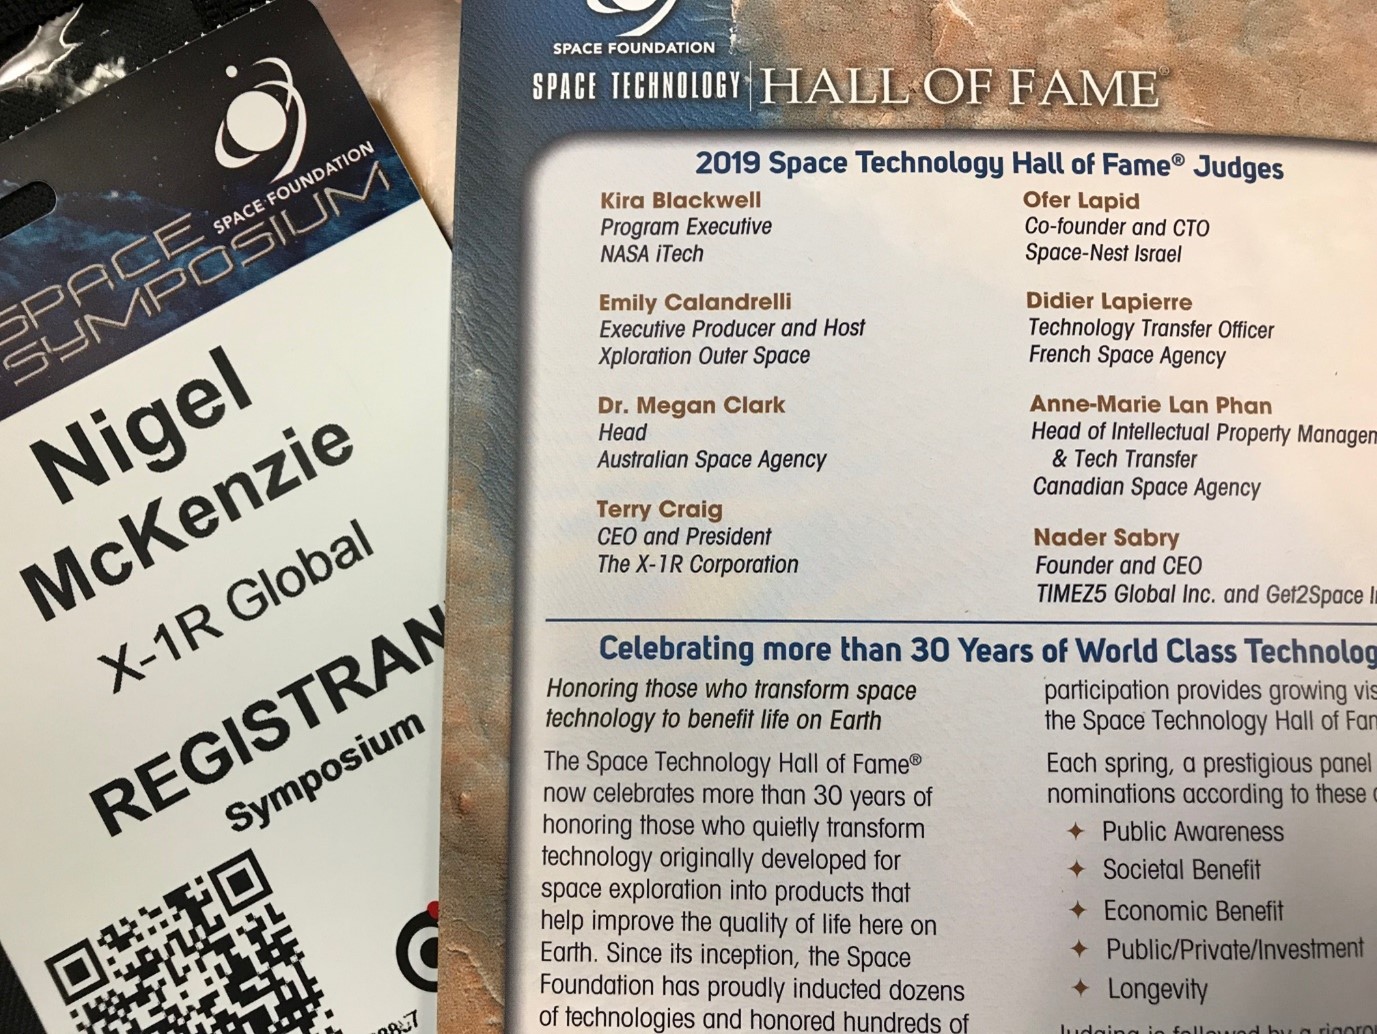 SPACE FOUNDATION
SPACE
SYMPOSIUM
Nigel
McKenzie
X-1R Global
REGISTRAN
Symposium
SPACE FOUNDATION
SPACE TECHNOLOGY HALL OF FAME®
2019 Space Technology Hall of Fame® Judges
Kira Blackwell
Program Executive
NASA iTech
Emily Calandrelli
Executive Producer and Host
Xploration Outer Space
Dr. Megan Clark
Head
Australian Space Agency
Terry Craig
CEO and President
The X-1R Corporation
Ofer Lapid
Co-founder and CTO
Space-Nest Israel
Didier Lapierre
Technology Transfer Officer
French Space Agency
Anne-Marie Lan Phan
Head of Intellectual Property Managem
& Tech Transfer
Canadian Space Agency
Nader Sabry
Founder and CEO
TIMEZ5 Global Inc. and Get2Space In
Celebrating more than 30 Years of World Class Technolog
Honoring those who transform space
technology to benefit life on Earth
The Space Technology Hall of Fame®
now celebrates more than 30 years of
honoring those who quietly transform
technology originally developed for
space exploration into products that
help improve the quality of life here on
Earth. Since its inception, the Space
Foundation has proudly inducted dozens
of technologies and honored hundreds of
participation provides growing vis
the Space Technology Hall of Fam
Each spring, a prestigious panel
nominations according to these c
Public Awareness
Societal Benefit
Economic Benefit
Public/Private/Investment
Longevity
Judging is followed by a rigoro